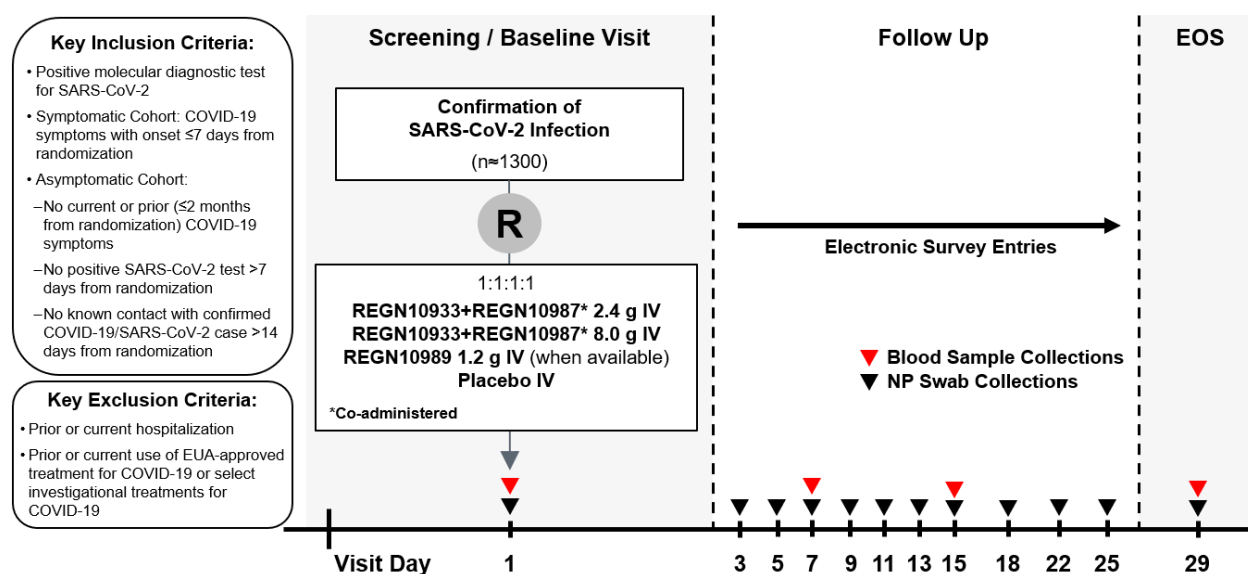 Key Inclusion Criteria:
• Positive molecular diagnostic test
for SARS-CoV-2
• Symptomatic Cohort: COVID-19
symptoms with onset ≤7 days from
randomization
• Asymptomatic Cohort:
–No current or prior (≤2 months
from randomization) COVID-19
symptoms
–No positive SARS-CoV-2 test >7
days from randomization
–No known contact with confirmed
COVID-19/SARS-CoV-2 case >14
days from randomization
Key Exclusion Criteria:
• Prior or current hospitalization
• Prior or current use of EUA-approved
treatment for COVID-19 or select
investigational treatments for
COVID-19
Screening / Baseline Visit
Confirmation of
SARS-CoV-2 Infection
(n≈1300)
R
1:1:1:1
REGN10933+REGN10987* 2.4 g IV
REGN10933+REGN10987* 8.0 g IV
REGN10989 1.2 g IV (when available)
Placebo IV
*Co-administered
Follow Up
Electronic Survey Entries
Blood Sample Collections
NP Swab Collections
EOS
Visit Day 1 3 5 7 9 11 13 15 18 22 25 29